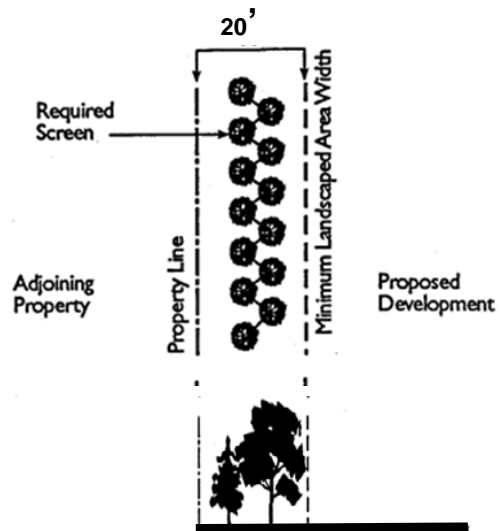 20’
Required
Screen
Property Line
Minimum Landscaped Area Width
Adjoining
Property
Proposed
Development